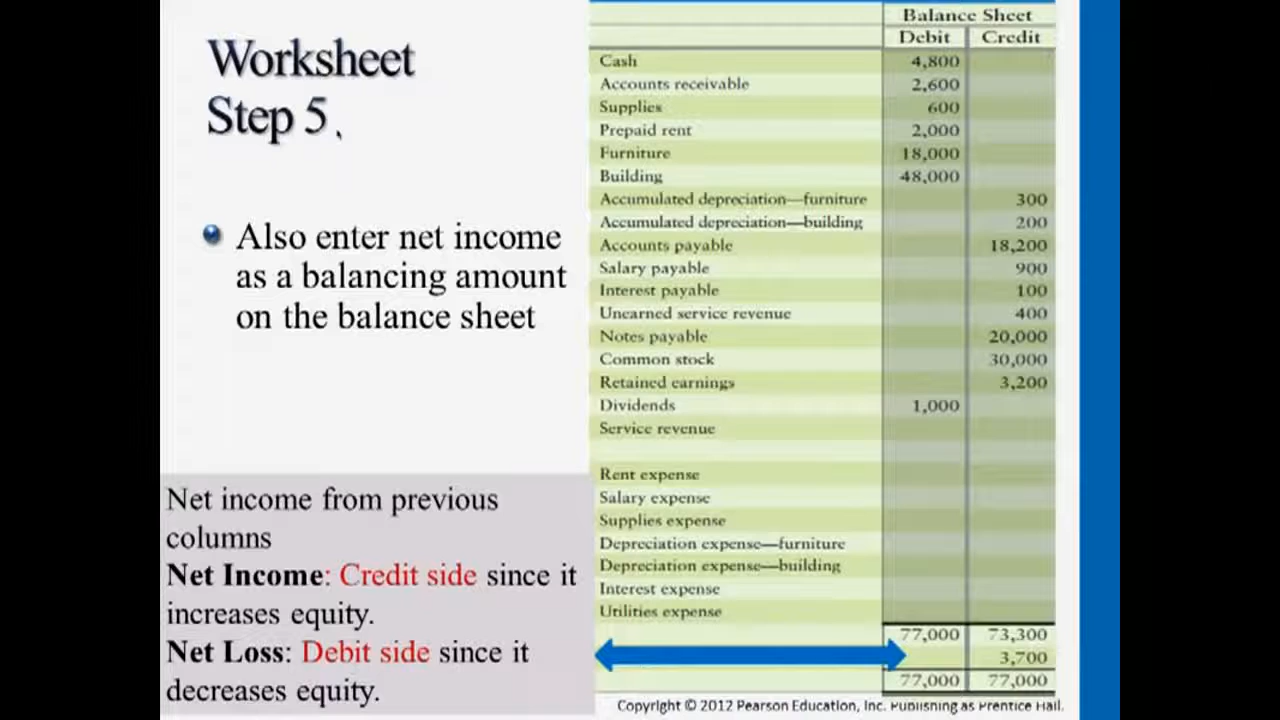 Worksheet
Step 5
Also enter net income
as a balancing amount
on the balance sheet
Net income from previous
columns
Net Income: Credit side since it
increases equity.
Net Loss: Debit side since it
decreases equity.
Balance Sheet
Debit Credit
Cash 4,800
Accounts receivable 2,600
Supplies 600
Prepaid rent 2,000
Furniture 18,000
Building 48,000
Accumulated depreciation—furniture 300
Accumulated depreciation—building 200
Accounts payable 18,200
Salary payable 900
Interest payable 100
Unearned service revenue 400
Notes payable 20,000
Common stock 30,000
Retained earnings 3,200
Dividends 1,000
Service revenue
Rent expense
Salary expense
Supplies expense
Depreciation expense—furniture
Depreciation expense—building
Interest expense
Utilities expense
77,000 73,300
3,700
77,000 77,000
Copyright © 2012 Pearson Education, Inc. Publishing as Prentice Hall.